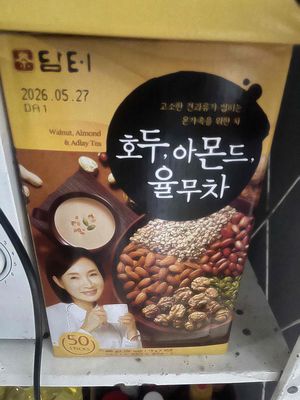 담터
2026.05.27
DA1
Walnut, Almond
& Adlay Tea
고소한 견과류가 씹히는
온가족을 위한 차
호두, 아몬드,
율무차
50
STICKS